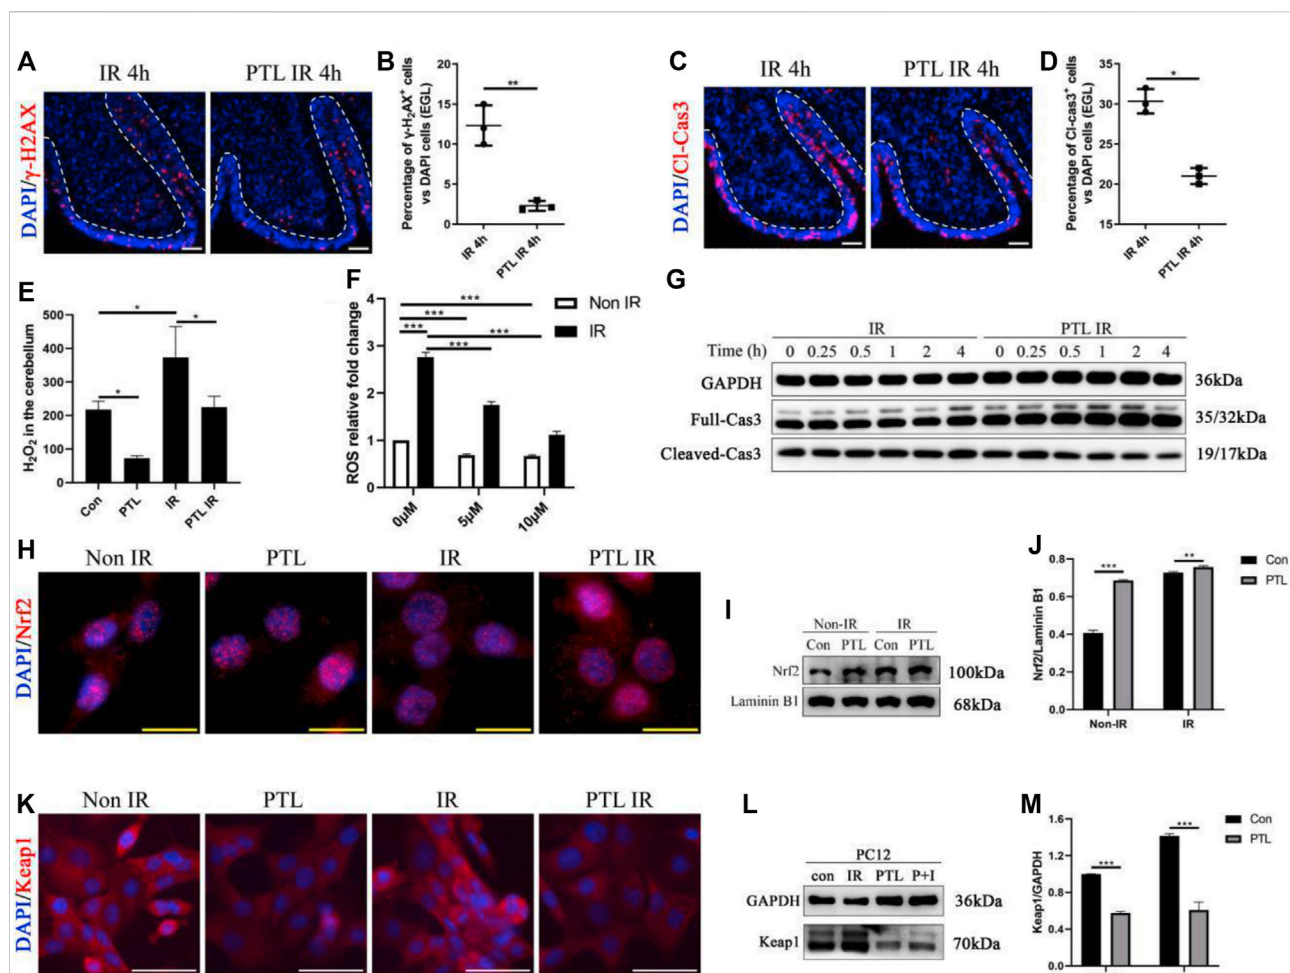 A
IR 4h
PTL IR 4h
DAPI/γ-H2AX
B
Percentage of γ-H2AX+ cells
vs DAPI cells (EGL)
20
15
10
5
0
**
IR 4h
PTL IR 4h
C
IR 4h
PTL IR 4h
DAPI/Cl-Cas3
D
Percentage of Cl-cas3+ cells
vs DAPI cells (EGL)
35
30
25
20
15
*
IR 4h
PTL IR 4h
E
H2O2 in the cerebellum
500
400
300
200
100
0
*
*
*
Con
PTL
IR
PTL IR
F
ROS relative fold change
4
3
2
1
0
***
***
***
***
***
Non IR
IR
0μM
5μM
10μM
G
IR
PTL IR
Time (h)
0 0.25 0.5 1 2 4 0 0.25 0.5 1 2 4
GAPDH
36kDa
Full-Cas3
35/32kDa
Cleaved-Cas3
19/17kDa
H
Non IR
PTL
IR
PTL IR
DAPI/Nrf2
I
Non-IR
IR
Con PTL Con PTL
Nrf2
100kDa
Laminin B1
68kDa
J
Nrf2/Laminin B1
0.8
0.6
0.4
0.2
0.0
***
**
Con
PTL
Non-IR
IR
K
Non IR
PTL
IR
PTL IR
DAPI/Keap1
L
PC12
con IR PTL P+I
GAPDH
36kDa
Keap1
70kDa
M
Keap1/GAPDH
1.6
1.2
0.8
0.4
0.0
***
***
Con
PTL